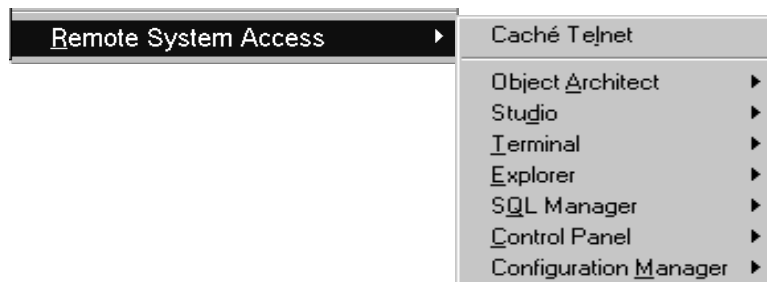 Remote System Access
Caché Telnet
Object Architect
Studio
Terminal
Explorer
SQL Manager
Control Panel
Configuration Manager